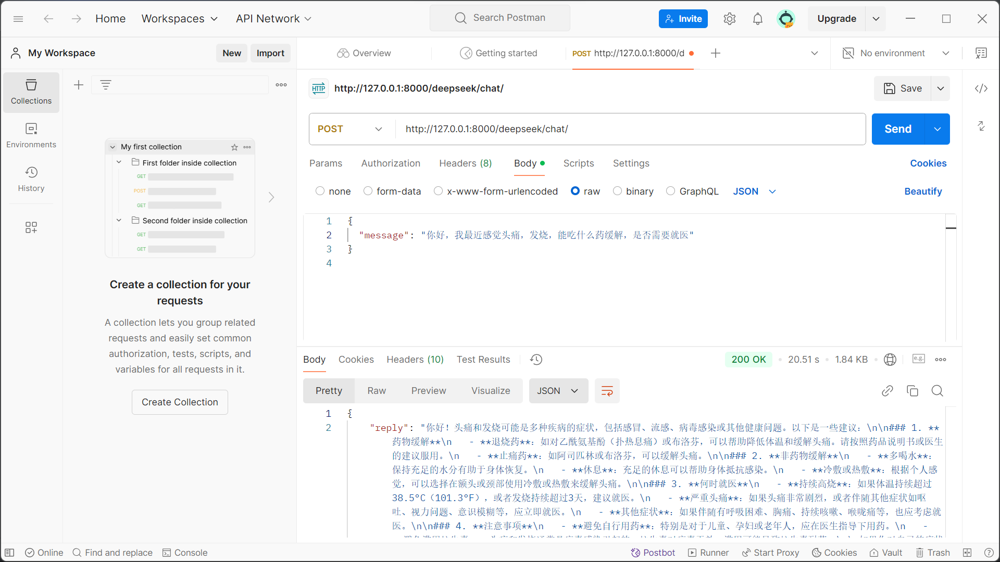 Home Workspaces API Network Search Postman Invite Upgrade
My Workspace New Import Overview Getting started POST http://127.0.0.1:8000/d No environment
Collections
Environments
History
My first collection
First folder inside collection
GET
POST
GET
Second folder inside collection
GET
GET
Create a collection for your
requests
A collection lets you group related
requests and easily set common
authorization, tests, scripts, and
variables for all requests in it.
Create Collection
HTTP http://127.0.0.1:8000/deepseek/chat/ Save
POST http://127.0.0.1:8000/deepseek/chat/ Send
Params Authorization Headers (8) Body Scripts Settings Cookies
none form-data x-www-form-urlencoded raw binary GraphQL JSON Beautify
1 {
2 "message": "你好，我最近感觉头痛，发烧，能吃什么药缓解，是否需要就医"
3 }
4
Body Cookies Headers (10) Test Results 200 OK 20.51 s 1.84 KB e.g.
Pretty Raw Preview Visualize JSON
1 {
2 "reply": "你好！头痛和发烧可能是多种疾病的症状，包括感冒、流感、病毒感染或其他健康问题。以下是一些建议：\n\n### 1. **
药物缓解**\n   - **退烧药**：如对乙酰氨基酚（扑热息痛）或布洛芬，可以帮助降低体温和缓解头痛。请按照药品说明书或医生
的建议服用。\n   - **止痛药**：如阿司匹林或布洛芬，可以缓解头痛。\n\n### 2. **非药物缓解**\n   - **多喝水**：
保持充足的水分有助于身体恢复。\n   - **休息**：充足的休息可以帮助身体抵抗感染。\n   - **冷敷或热敷**：根据个人感
觉，可以选择在额头或颈部使用冷敷或热敷来缓解头痛。\n\n### 3. **何时就医**\n   - **持续高烧**：如果体温持续超过
38.5°C（101.3°F），或者发烧持续超过3天，建议就医。\n   - **严重头痛**：如果头痛非常剧烈，或者伴随其他症状如呕
吐、视力问题、意识模糊等，应立即就医。\n   - **其他症状**：如果伴随有呼吸困难、胸痛、持续咳嗽、喉咙痛等，也应考虑就
医。\n\n### 4. **注意事项**\n   - **避免自行用药**：特别是对于儿童、孕妇或老年人，应在医生指导下用药。\n   -
Online Find and replace Console Postbot Runner Start Proxy Cookies Vault Trash